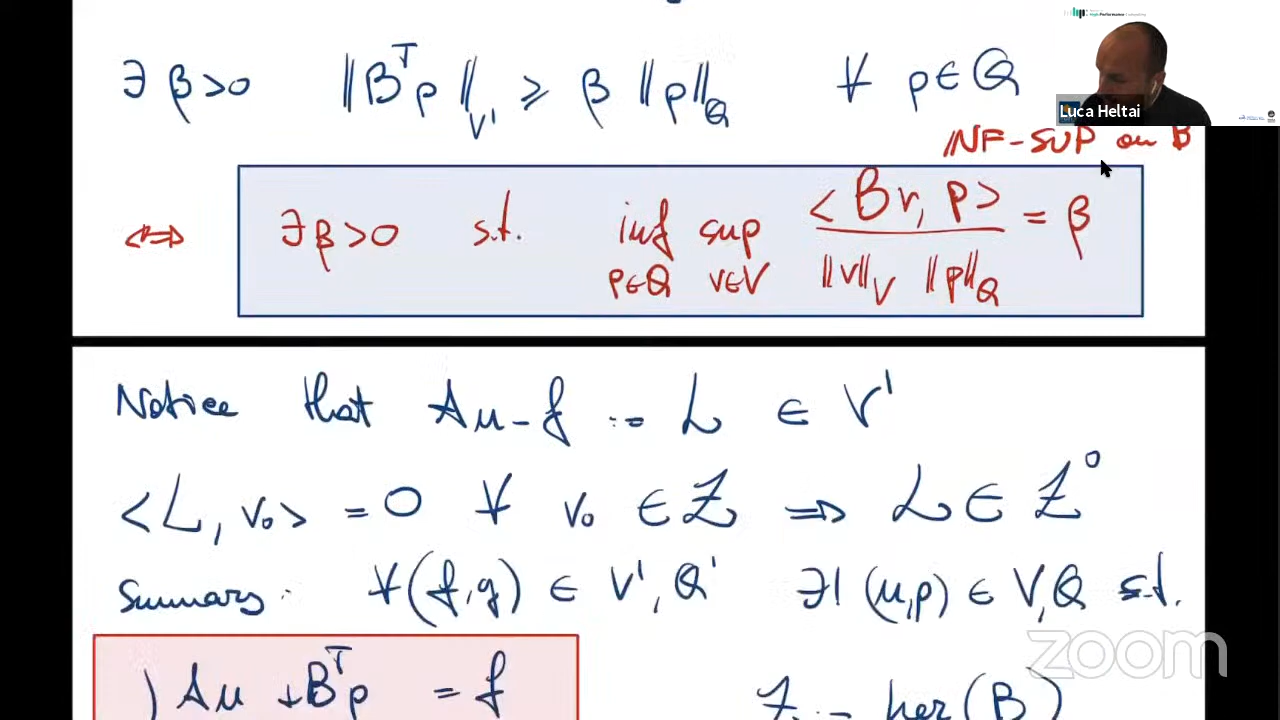 ∃ β>0 ‖Bᵀp‖_V' ≥ β ‖p‖_Q ∀ p∈Q
Luca Heltai
INF-SUP on B
⟺ ∃ β>0 s.t. inf_{p∈Q} sup_{v∈V} <Bv, p> / ‖v‖_V ‖p‖_Q = β
Notice that Au-f := L ∈ V'
<L, v₀> = 0 ∀ v₀ ∈ Z ⟹ L ∈ Z⁰
Summary: ∀(f,g) ∈ V', Q' ∃! (u,p) ∈ V,Q s.t.
zoom
) Au + Bᵀp = f
Z := ker(B)